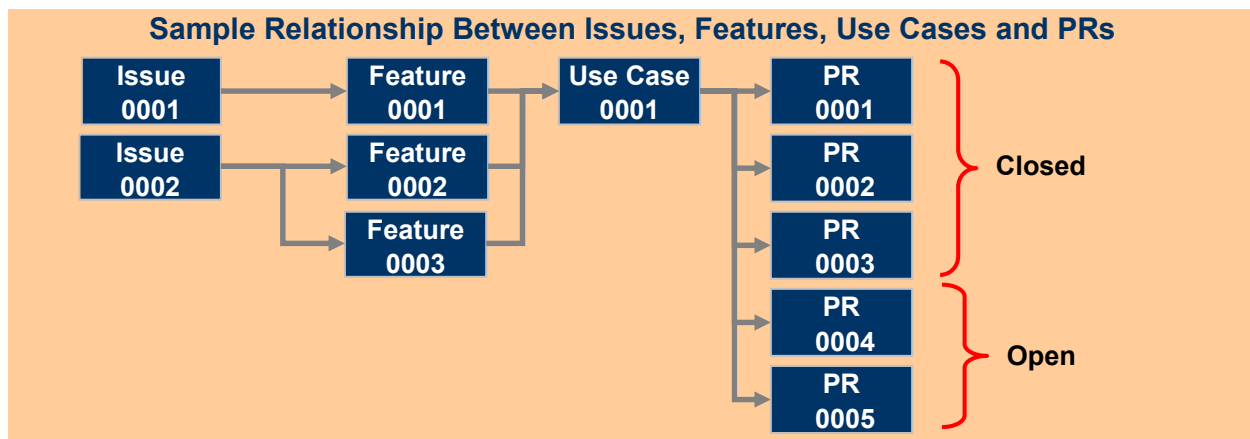 Sample Relationship Between Issues, Features, Use Cases and PRs
Issue
0001
Feature
0001
Use Case
0001
PR
0001
Issue
0002
Feature
0002
PR
0002
Closed
Feature
0003
PR
0003
PR
0004
Open
PR
0005